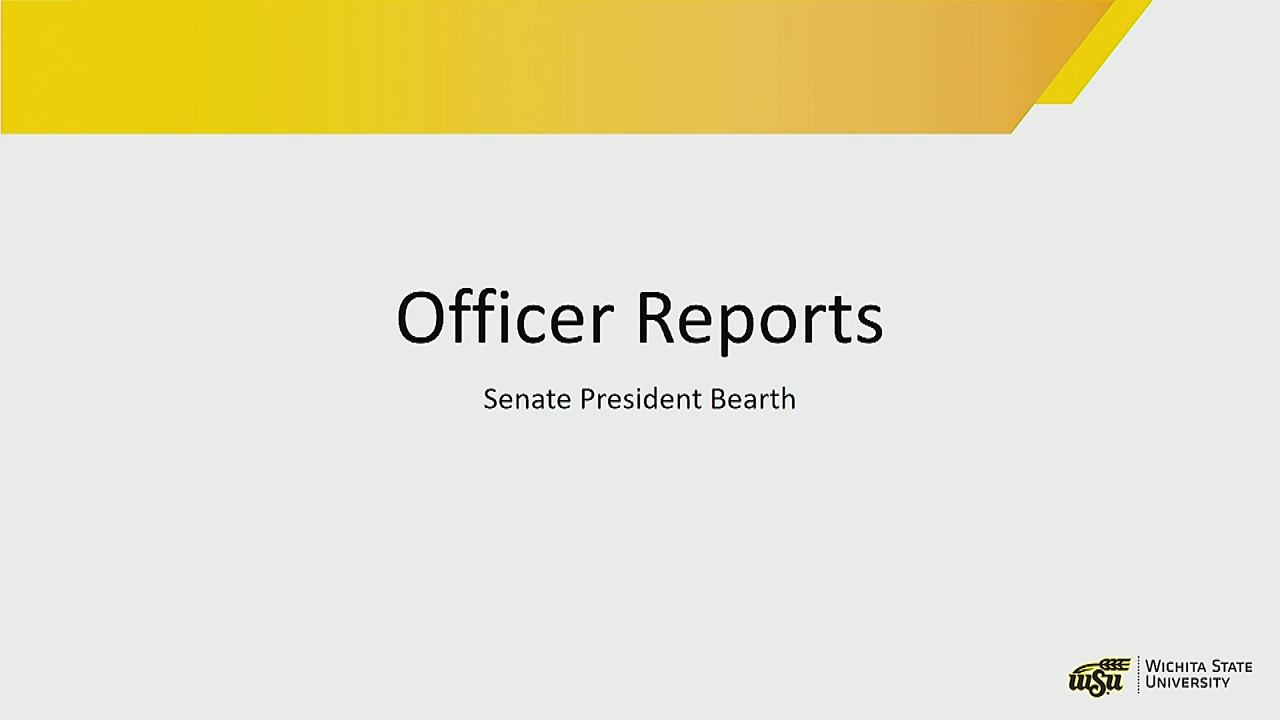 Officer Reports
Senate President Bearth
WSU
WICHITA STATE
UNIVERSITY